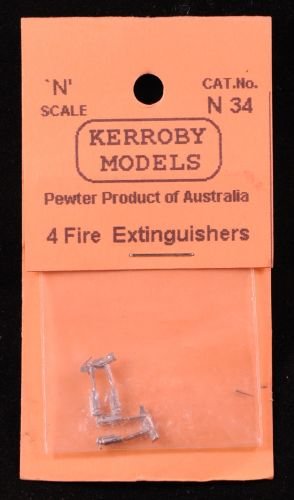 'N'
SCALE
CAT.No.
N 34
KERROBY
MODELS
Pewter Product of Australia
4 Fire Extinguishers